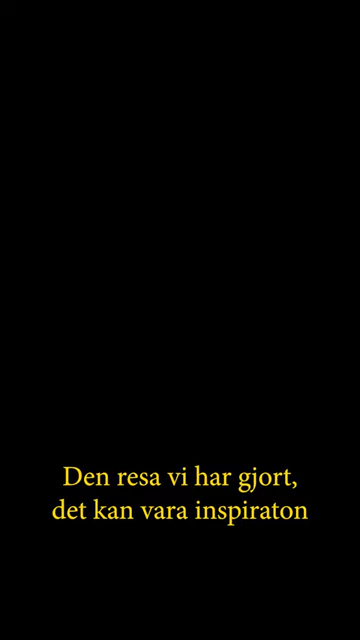 Den resa vi har gjort,
det kan vara inspiraton